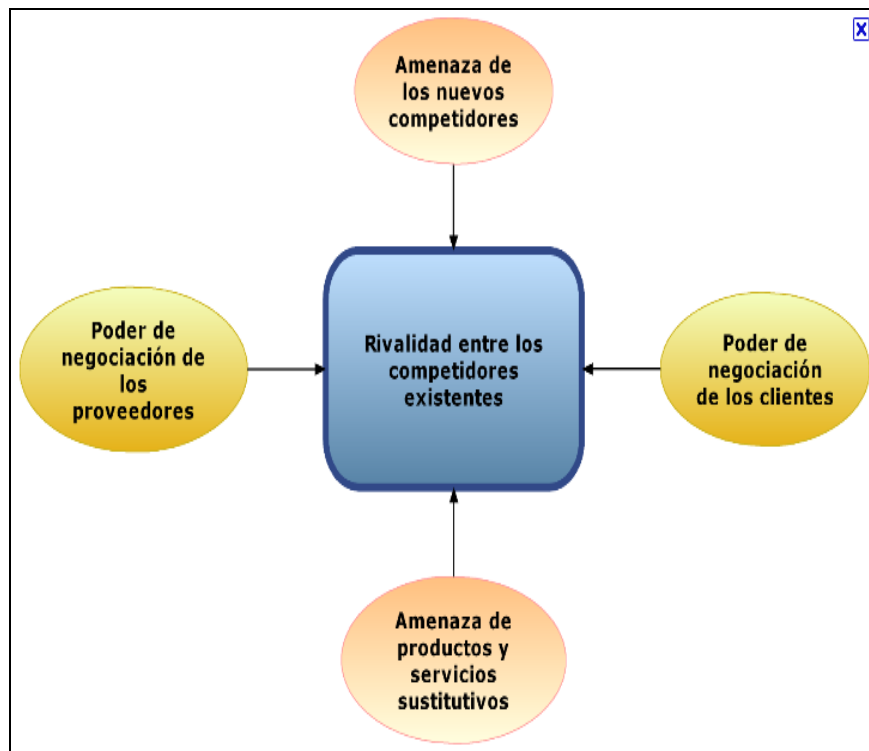 Amenaza de
los nuevos
competidores
Poder de
negociación de
los
proveedores
Rivalidad entre los
competidores
existentes
Poder de
negociación
de los clientes
Amenaza de
productos y
servicios
sustitutivos